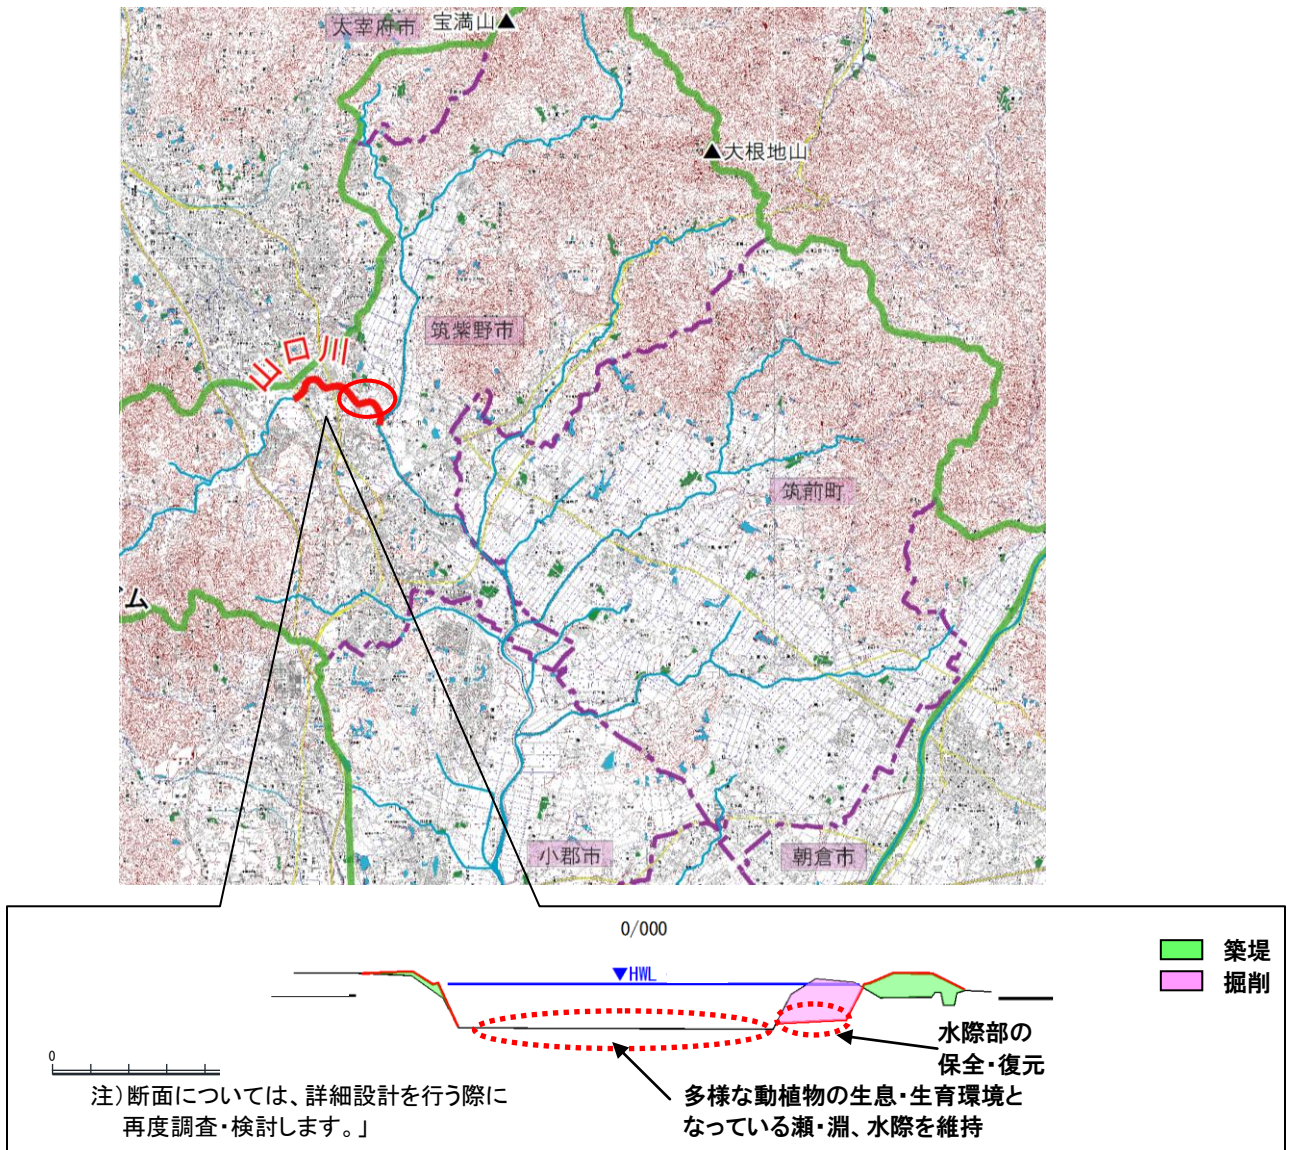 太宰府市
宝満山▲
▲大根地山
筑紫野市
山口川
筑前町
ム
小郡市
朝倉市
0/000
▼HWL
築堤
掘削
0
水際部の
保全・復元
注）断面については、詳細設計を行う際に
再度調査・検討します。」
多様な動植物の生息・生育環境と
なっている瀬・淵、水際を維持